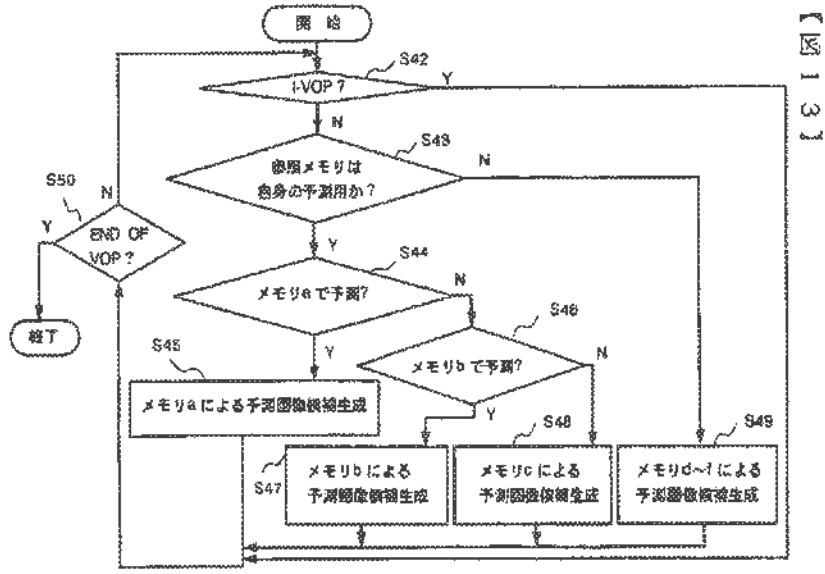 【図13】
開始
S42
I-VOP?
Y
N
S43
参照メモリは
自身の予測用か?
N
Y
S50
N
Y
END OF
VOP?
終了
S44
メモリaで予測?
N
Y
S46
メモリbで予測?
N
Y
S45
メモリaによる予測画像候補生成
S47
メモリbによる
予測画像候補生成
S48
メモリcによる
予測画像候補生成
S49
メモリd~fによる
予測画像候補生成